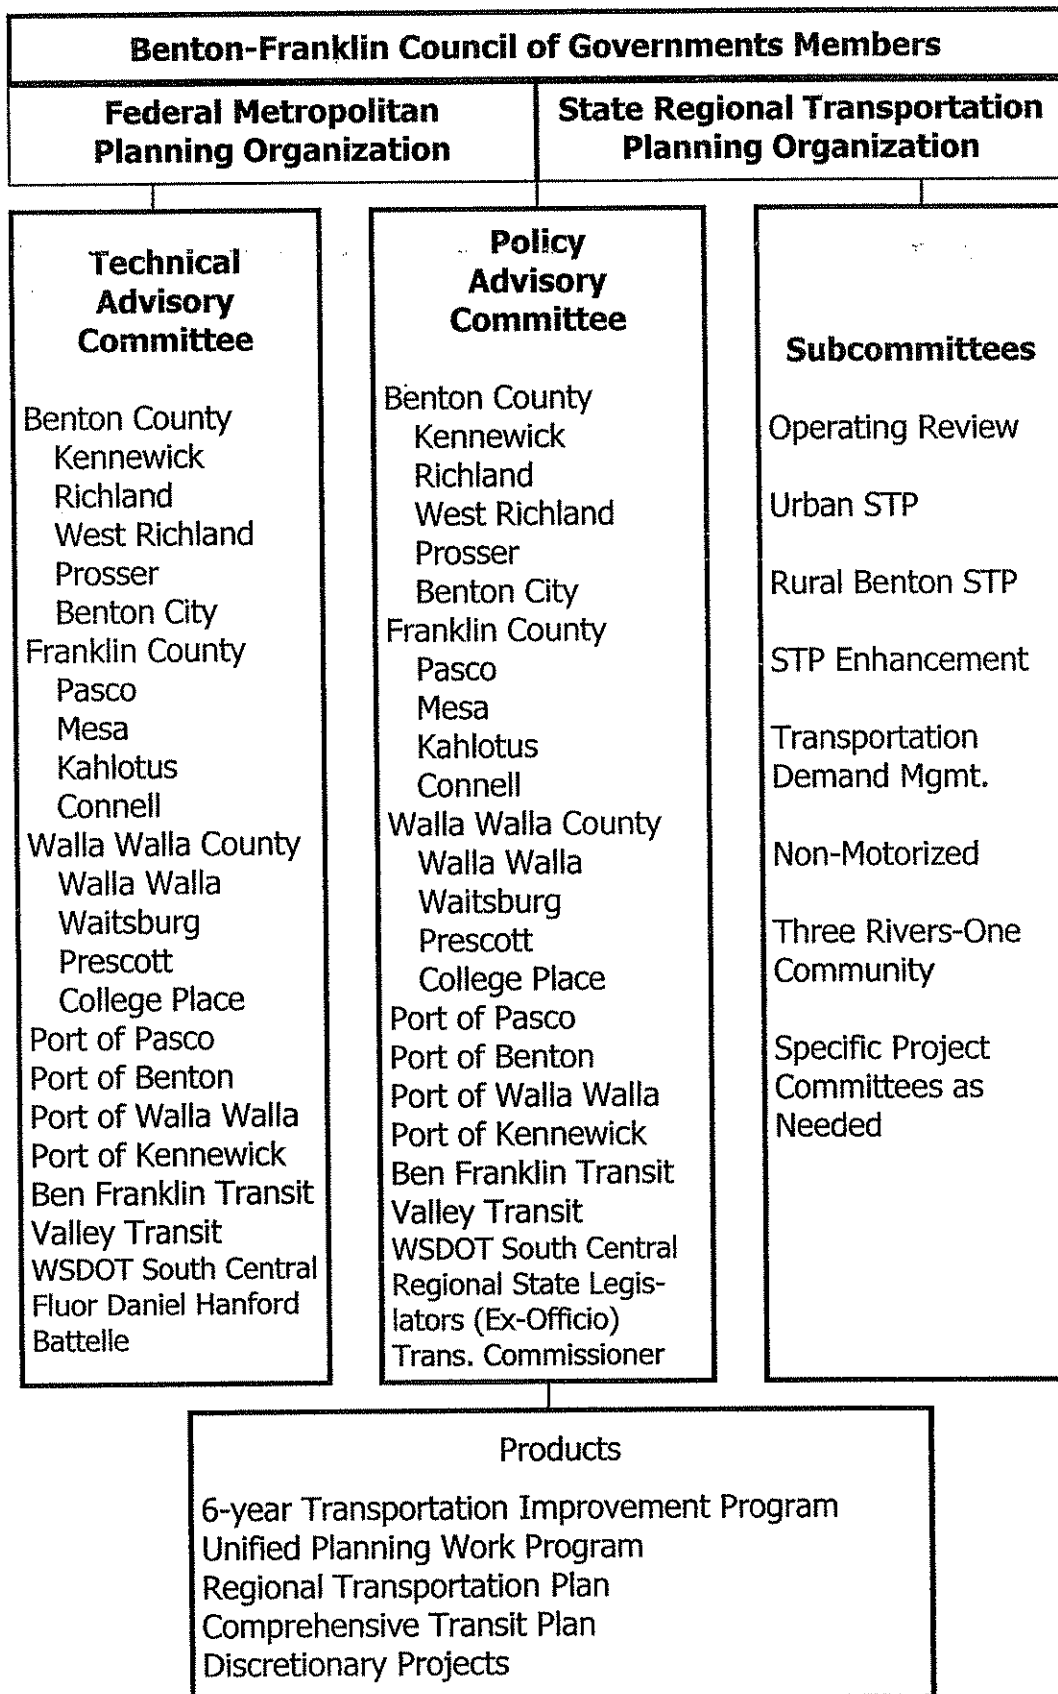 Benton-Franklin Council of Governments Members
Federal Metropolitan
Planning Organization
State Regional Transportation
Planning Organization
Technical
Advisory
Committee
Benton County
Kennewick
Richland
West Richland
Prosser
Benton City
Franklin County
Pasco
Mesa
Kahlotus
Connell
Walla Walla County
Walla Walla
Waitsburg
Prescott
College Place
Port of Pasco
Port of Benton
Port of Walla Walla
Port of Kennewick
Ben Franklin Transit
Valley Transit
WSDOT South Central
Fluor Daniel Hanford
Battelle
Policy
Advisory
Committee
Benton County
Kennewick
Richland
West Richland
Prosser
Benton City
Franklin County
Pasco
Mesa
Kahlotus
Connell
Walla Walla County
Walla Walla
Waitsburg
Prescott
College Place
Port of Pasco
Port of Benton
Port of Walla Walla
Port of Kennewick
Ben Franklin Transit
Valley Transit
WSDOT South Central
Regional State Legis-
lators (Ex-Officio)
Trans. Commissioner
Subcommittees
Operating Review
Urban STP
Rural Benton STP
STP Enhancement
Transportation
Demand Mgmt.
Non-Motorized
Three Rivers-One
Community
Specific Project
Committees as
Needed
Products
6-year Transportation Improvement Program
Unified Planning Work Program
Regional Transportation Plan
Comprehensive Transit Plan
Discretionary Projects